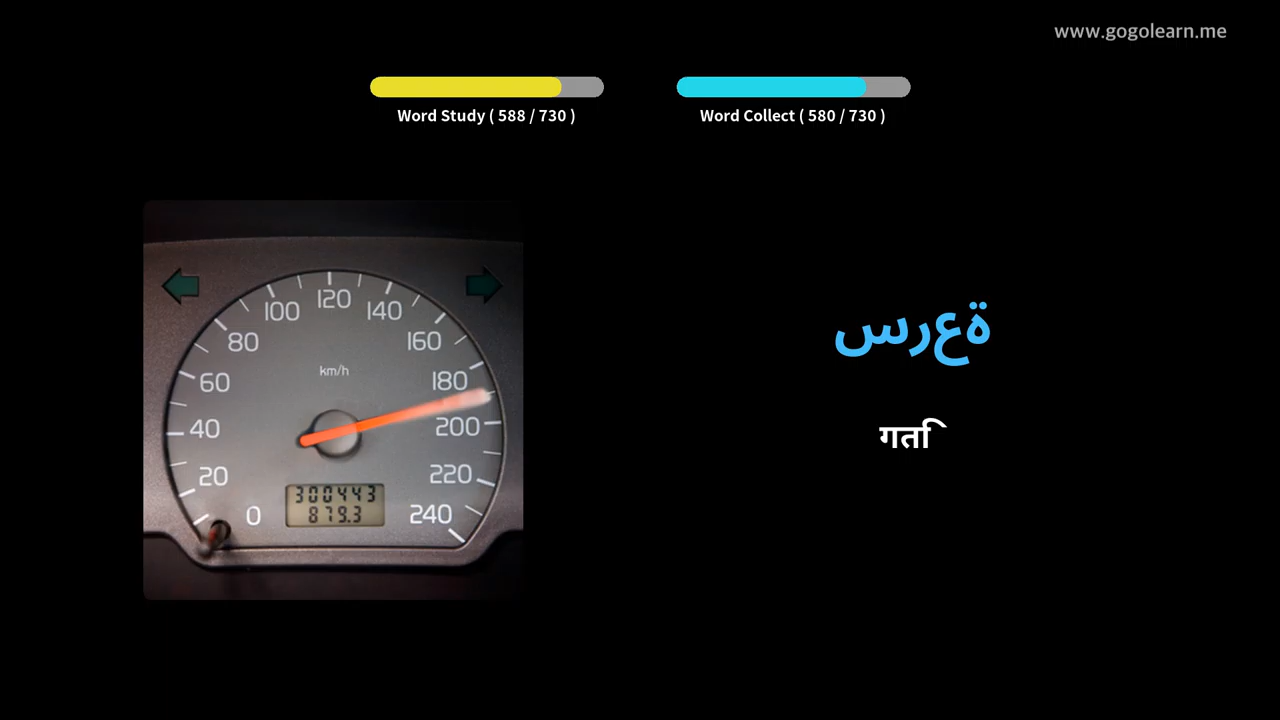 www.gogolearn.me
Word Study ( 588 / 730 )
Word Collect ( 580 / 730 )
0
20
40
60
80
100
120
140
160
180
200
220
240
km/h
300443
879.3
سرعة
गति